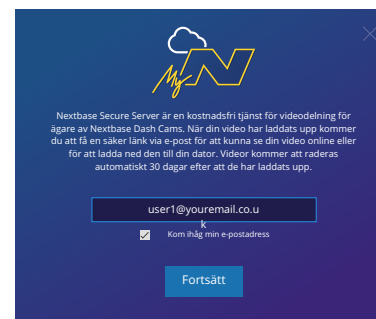 My N
Nextbase Secure Server är en kostnadsfri tjänst för videodelning för
ägare av Nextbase Dash Cams. När din video har laddats upp kommer
du att få en säker länk via e-post för att kunna se din video online eller
för att ladda ned den till din dator. Videor kommer att raderas
automatiskt 30 dagar efter att de har laddats upp.
user1@youremail.co.u
k
Kom ihåg min e-postadress
Fortsätt